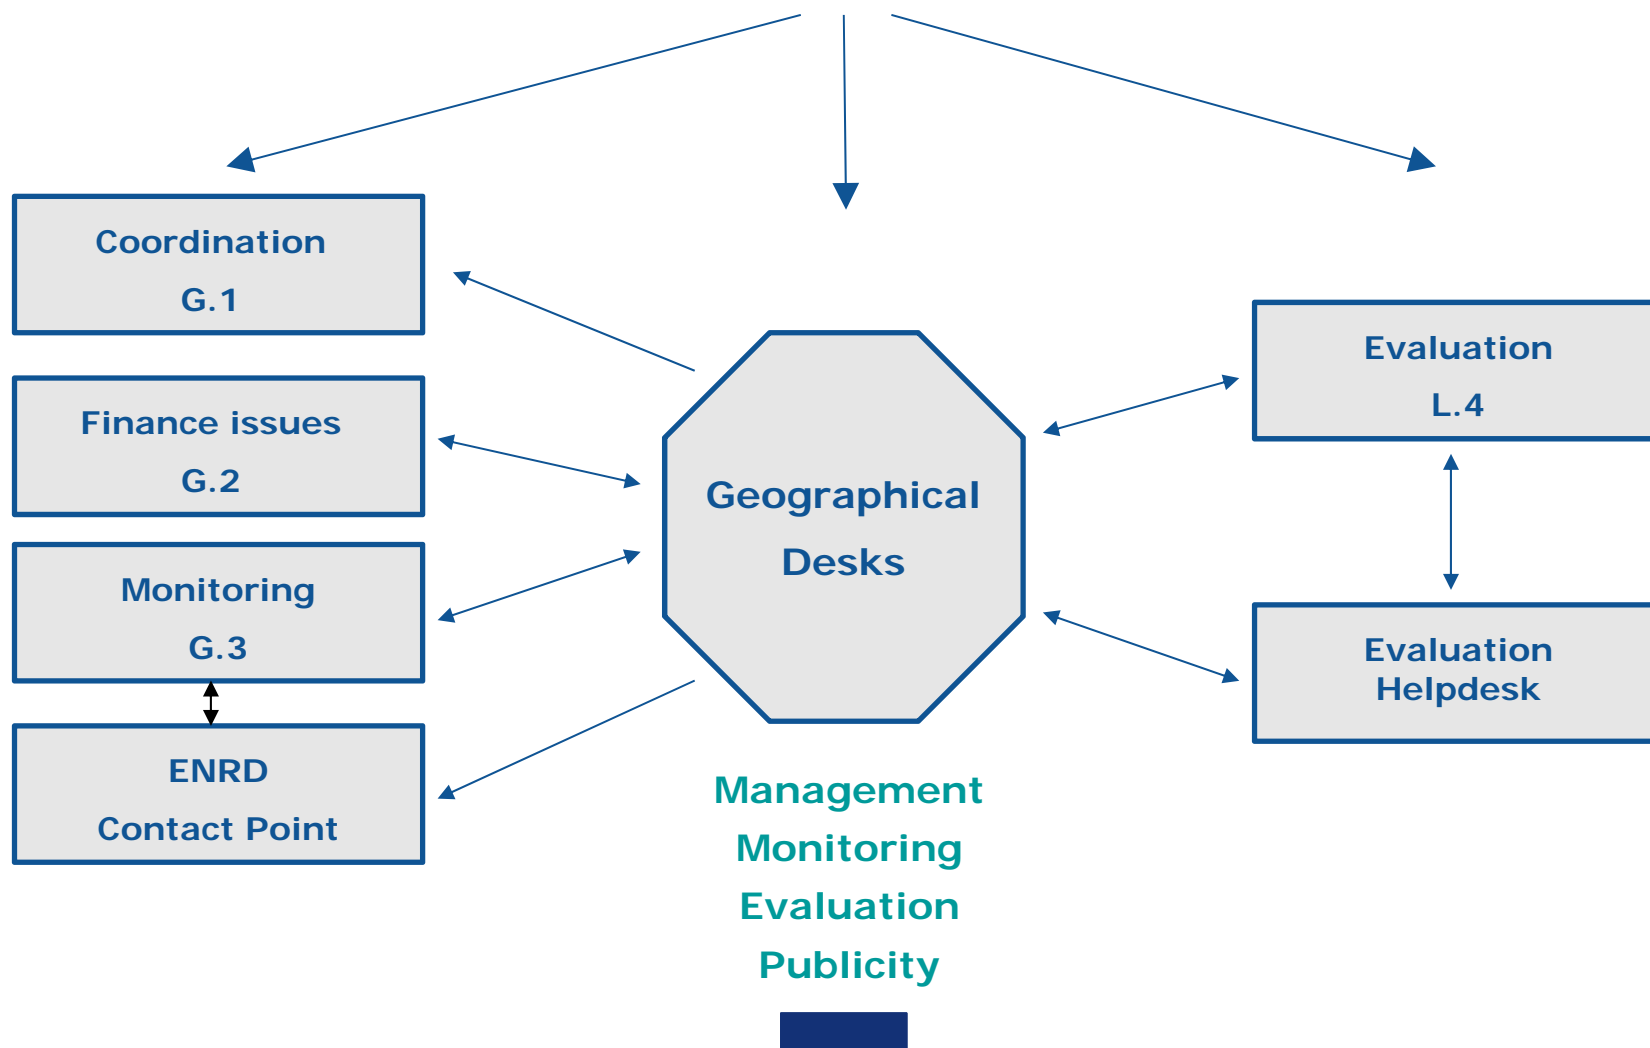 Coordination
G.1
Finance issues
G.2
Monitoring
G.3
ENRD
Contact Point
Geographical
Desks
Management
Monitoring
Evaluation
Publicity
Evaluation
L.4
Evaluation
Helpdesk